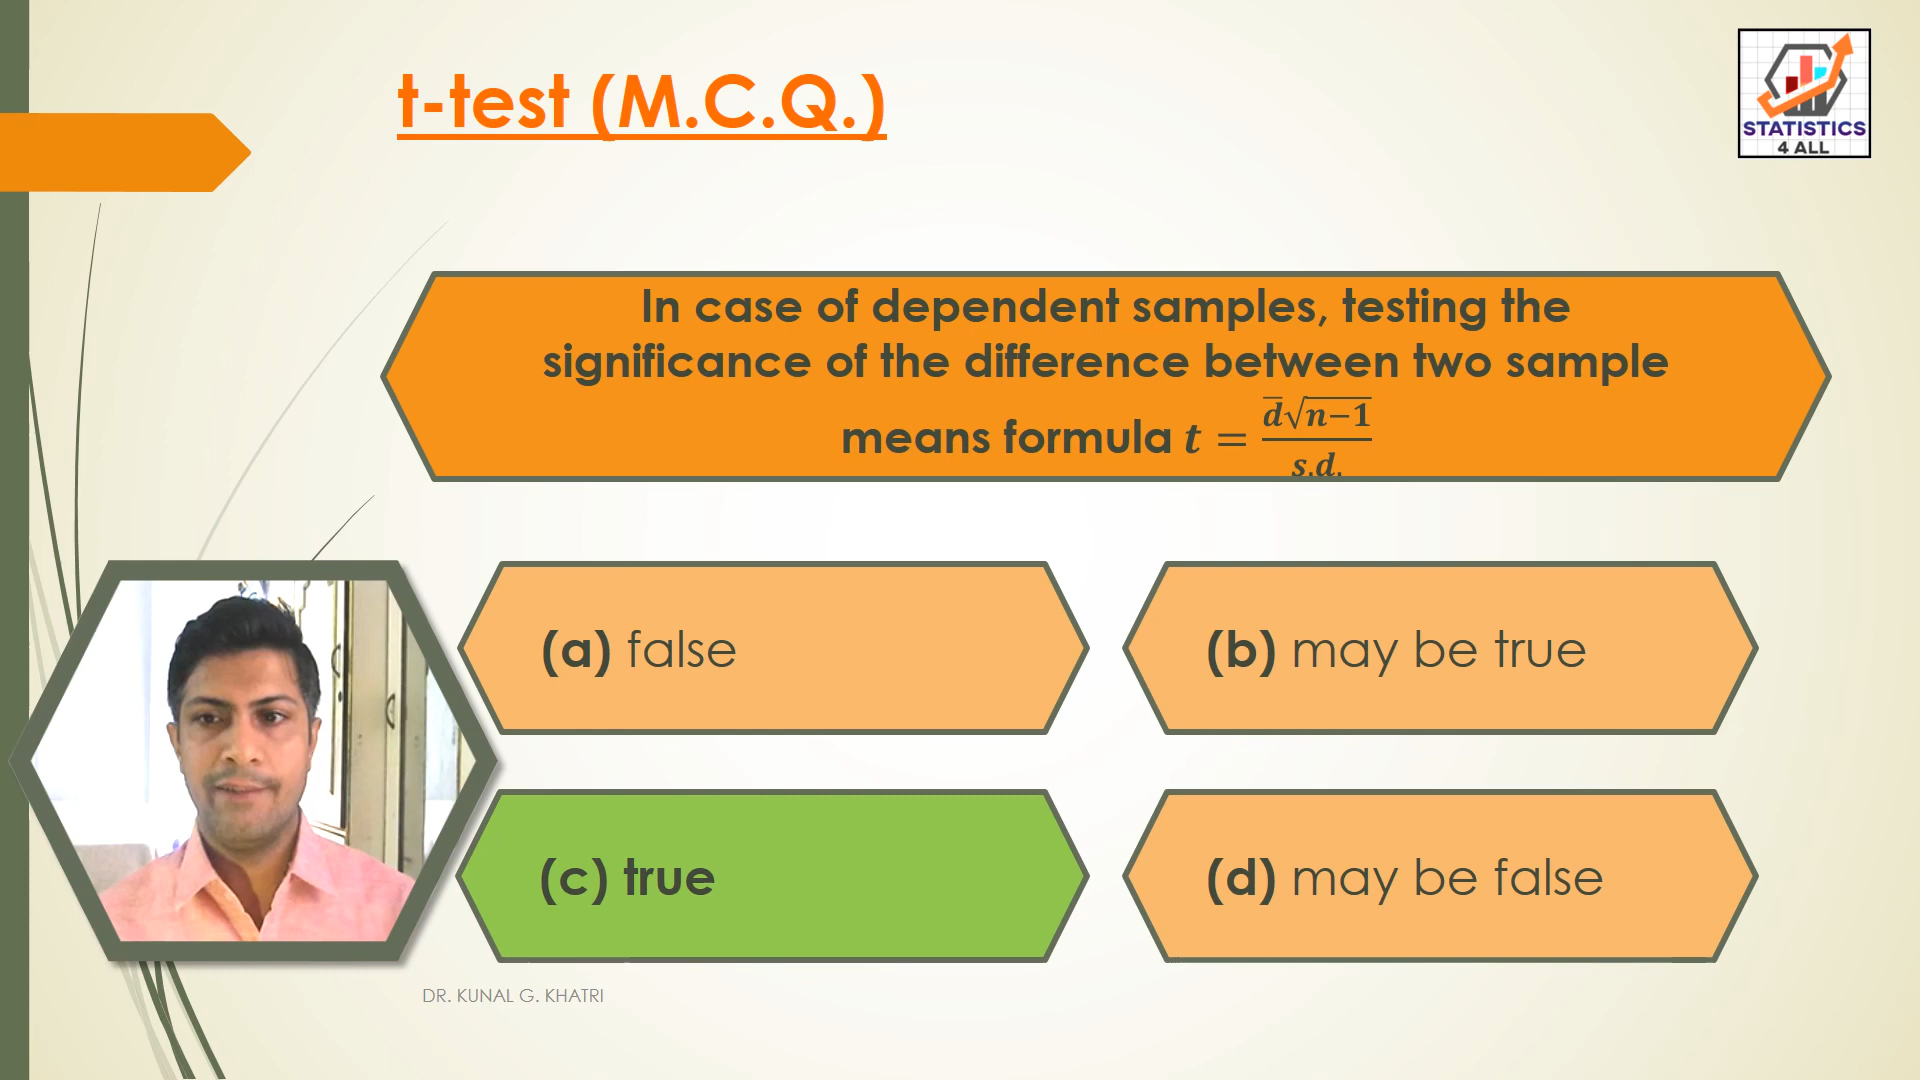 t-test (M.C.Q.)
STATISTICS
4 ALL
In case of dependent samples, testing the
significance of the difference between two sample
means formula t = d̅√n−1 / s.d.
(a) false
(b) may be true
(c) true
(d) may be false
DR. KUNAL G. KHATRI